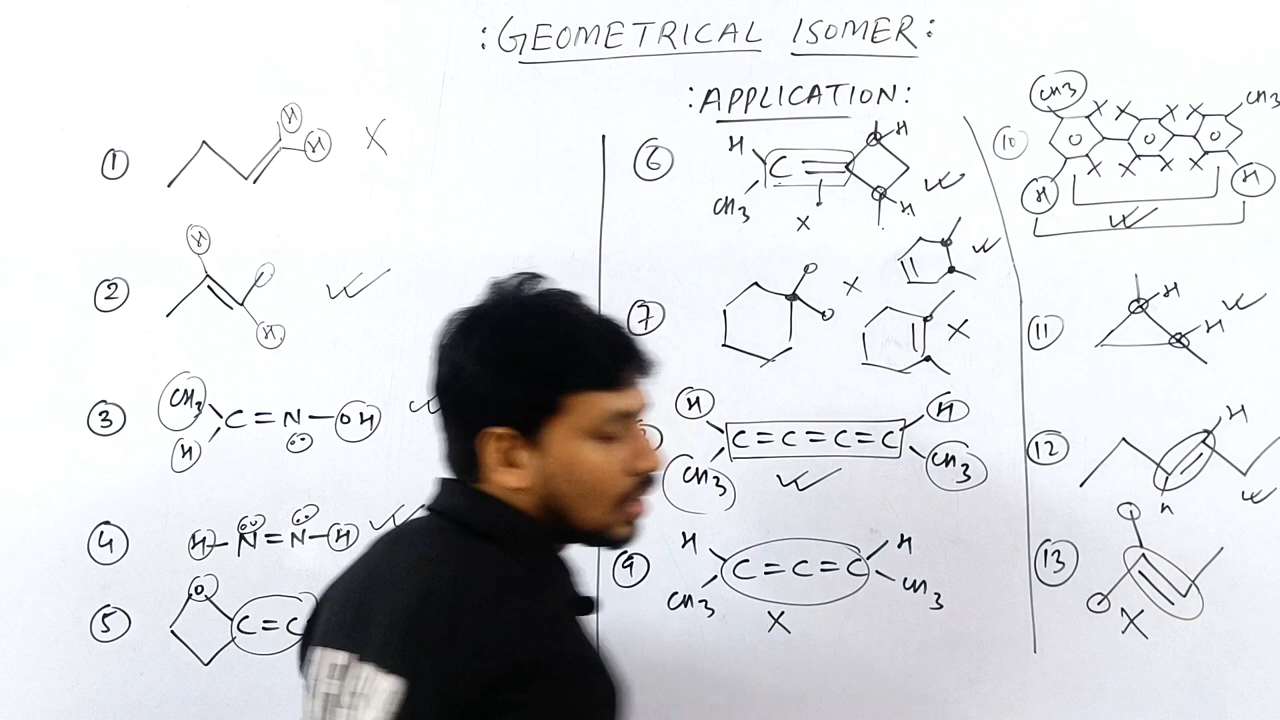 : GEOMETRICAL ISOMER :
: APPLICATION :
1
H
H
X
2
H
H
3
CH3
H
C = N – OH
4
H – N = N – H
5
O
C = C
6
H
CH3
C
H
H
X
7
X
X
H
CH3
C = C = C = C
H
CH3
9
H
CH3
C = C = C
H
CH3
X
10
CH3
X X X X
CH3
X X X X
H
H
11
H
H
12
H
13
X